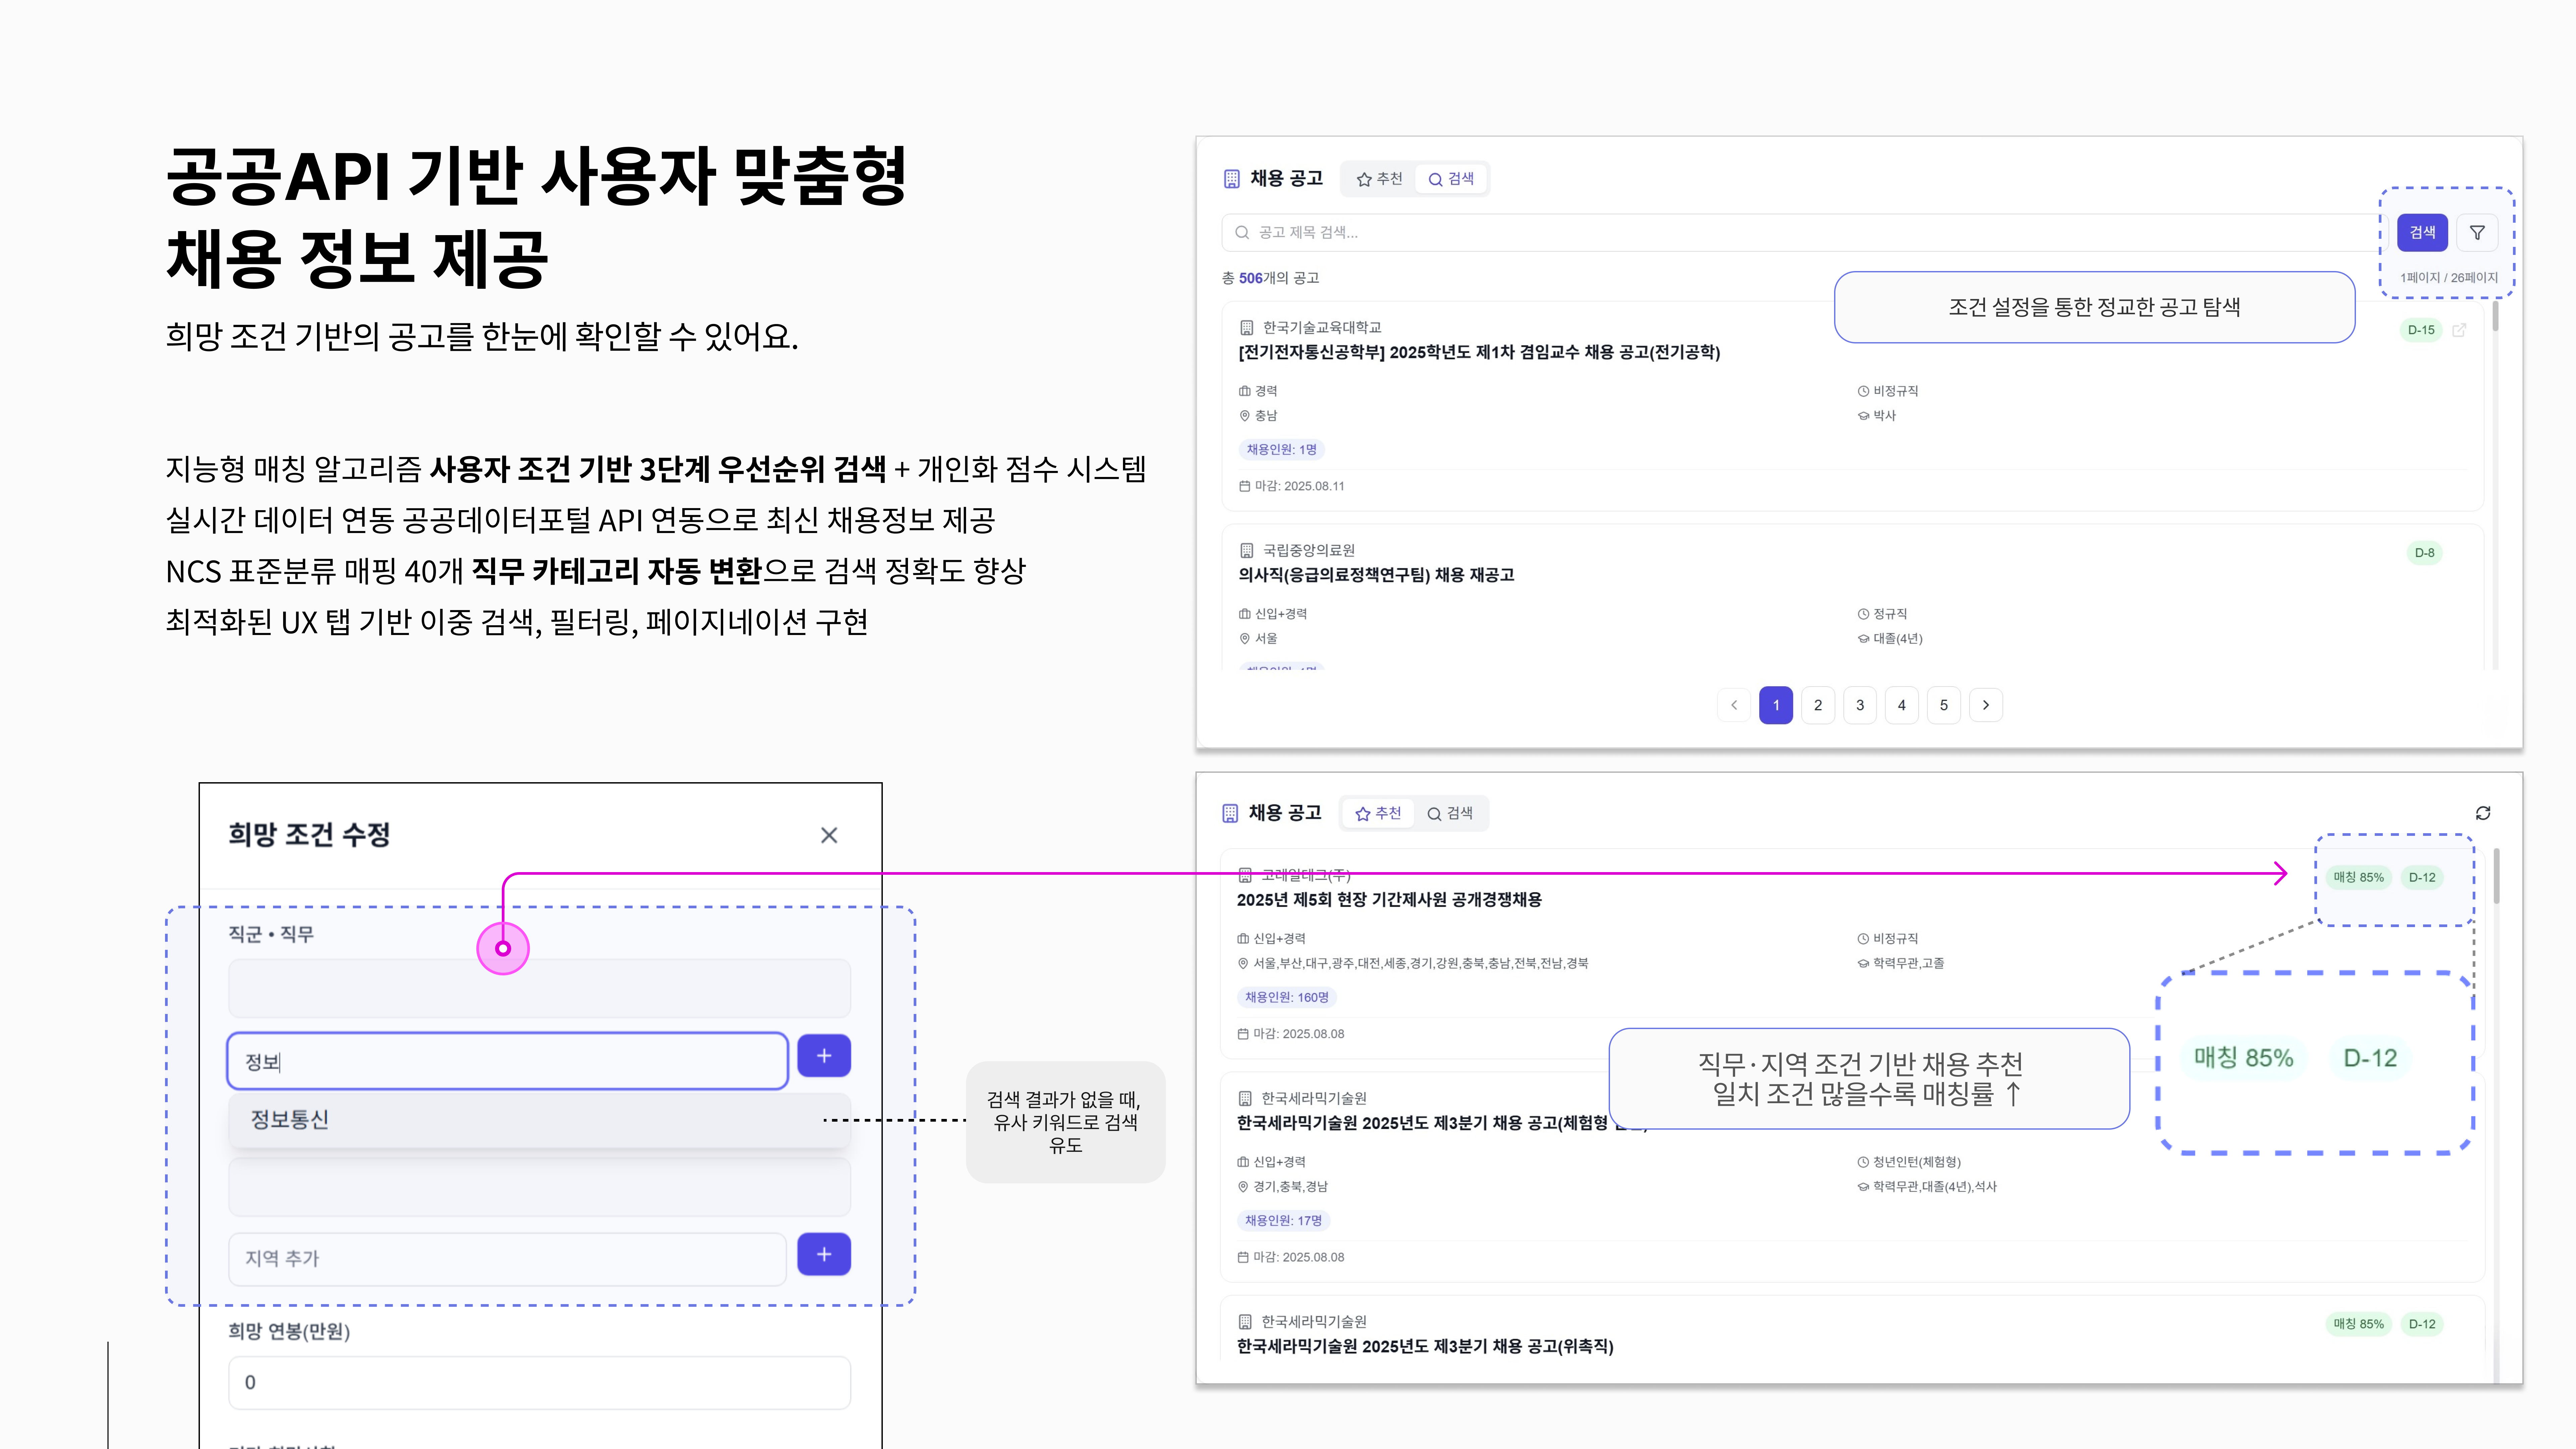 공공API 기반 사용자 맞춤형
채용 정보 제공
희망 조건 기반의 공고를 한눈에 확인할 수 있어요.
지능형 매칭 알고리즘 사용자 조건 기반 3단계 우선순위 검색 + 개인화 점수 시스템
실시간 데이터 연동 공공데이터포털 API 연동으로 최신 채용정보 제공
NCS 표준분류 매핑 40개 직무 카테고리 자동 변환으로 검색 정확도 향상
최적화된 UX 탭 기반 이중 검색, 필터링, 페이지네이션 구현
희망 조건 수정
직군 • 직무
정보
정보통신
지역 추가
희망 연봉(만원)
0
검색 결과가 없을 때,
유사 키워드로 검색
유도
채용 공고 추천 검색
공고 제목 검색...
검색
총 506개의 공고
1페이지 / 26페이지
조건 설정을 통한 정교한 공고 탐색
한국기술교육대학교
D-15
[전기전자통신공학부] 2025학년도 제1차 겸임교수 채용 공고(전기공학)
경력 비정규직
충남 박사
채용인원: 1명
마감: 2025.08.11
국립중앙의료원
D-8
의사직(응급의료정책연구팀) 채용 재공고
신입+경력 정규직
서울 대졸(4년)
1 2 3 4 5
채용 공고 추천 검색
코레일테크(주)
매칭 85% D-12
2025년 제5회 현장 기간제사원 공개경쟁채용
신입+경력 비정규직
서울,부산,대구,광주,대전,세종,경기,강원,충북,충남,전북,전남,경북 학력무관,고졸
채용인원: 160명
마감: 2025.08.08
직무·지역 조건 기반 채용 추천
일치 조건 많을수록 매칭률 ↑
매칭 85% D-12
한국세라믹기술원
한국세라믹기술원 2025년도 제3분기 채용 공고(체험형
신입+경력 청년인턴(체험형)
경기,충북,경남 학력무관,대졸(4년),석사
채용인원: 17명
마감: 2025.08.08
한국세라믹기술원
매칭 85% D-12
한국세라믹기술원 2025년도 제3분기 채용 공고(위촉직)